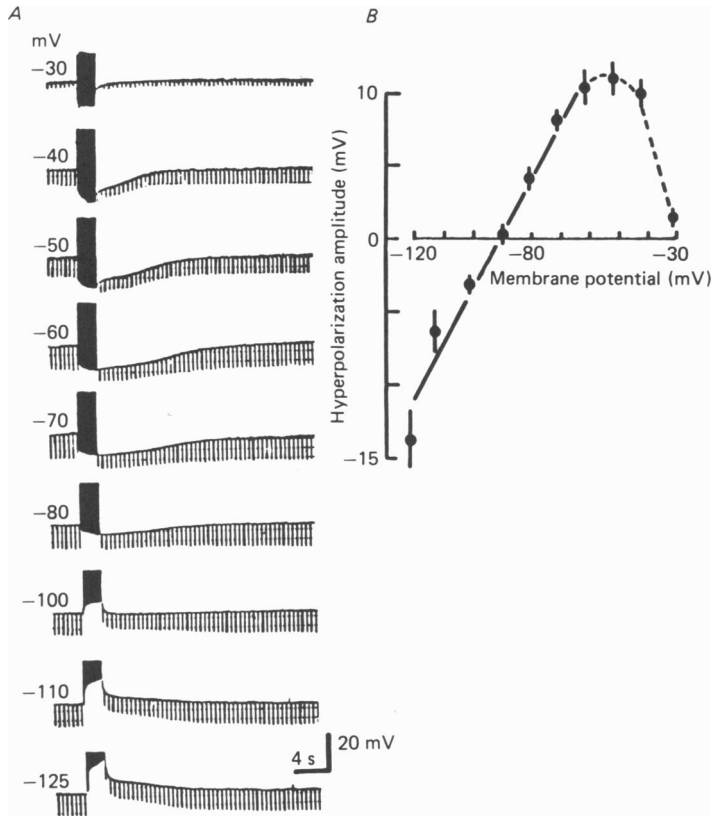 A
mV
−30
−40
−50
−60
−70
−80
−100
−110
−125
4 s
20 mV
B
Hyperpolarization amplitude (mV)
10
0
−15
−120
−80
−30
Membrane potential (mV)